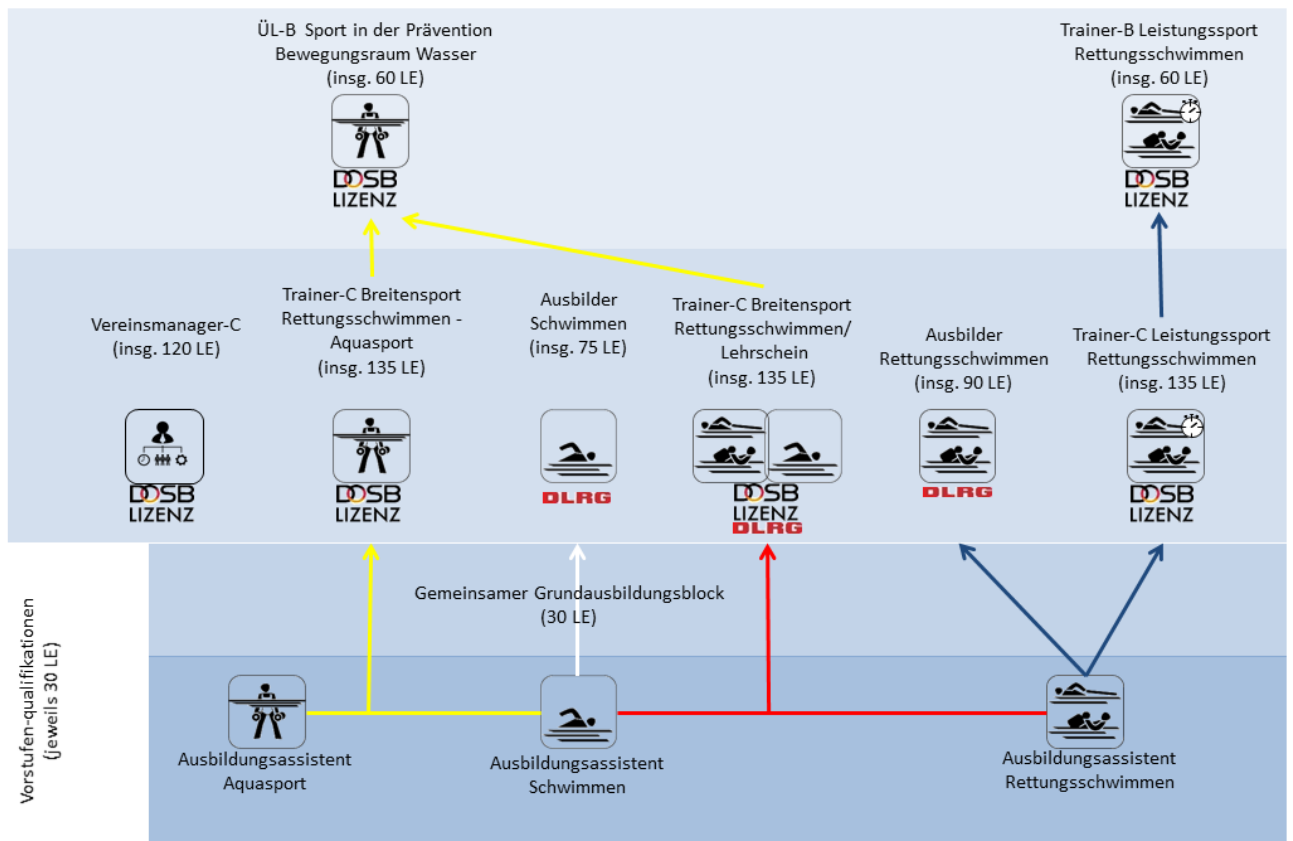 ÜL-B Sport in der Prävention
Bewegungsraum Wasser
(insg. 60 LE)
DOSB
LIZENZ
Trainer-B Leistungssport
Rettungsschwimmen
(insg. 60 LE)
DOSB
LIZENZ
Vereinsmanager-C
(insg. 120 LE)
DOSB
LIZENZ
Trainer-C Breitensport
Rettungsschwimmen -
Aquasport
(insg. 135 LE)
DOSB
LIZENZ
Ausbilder
Schwimmen
(insg. 75 LE)
DLRG
Trainer-C Breitensport
Rettungsschwimmen/
Lehrschein
(insg. 135 LE)
DOSB
LIZENZ
DLRG
Ausbilder
Rettungsschwimmen
(insg. 90 LE)
DLRG
Trainer-C Leistungssport
Rettungsschwimmen
(insg. 135 LE)
DOSB
LIZENZ
Gemeinsamer Grundausbildungsblock
(30 LE)
Vorstufen-qualifikationen
(jeweils 30 LE)
Ausbildungsassistent
Aquasport
Ausbildungsassistent
Schwimmen
Ausbildungsassistent
Rettungsschwimmen